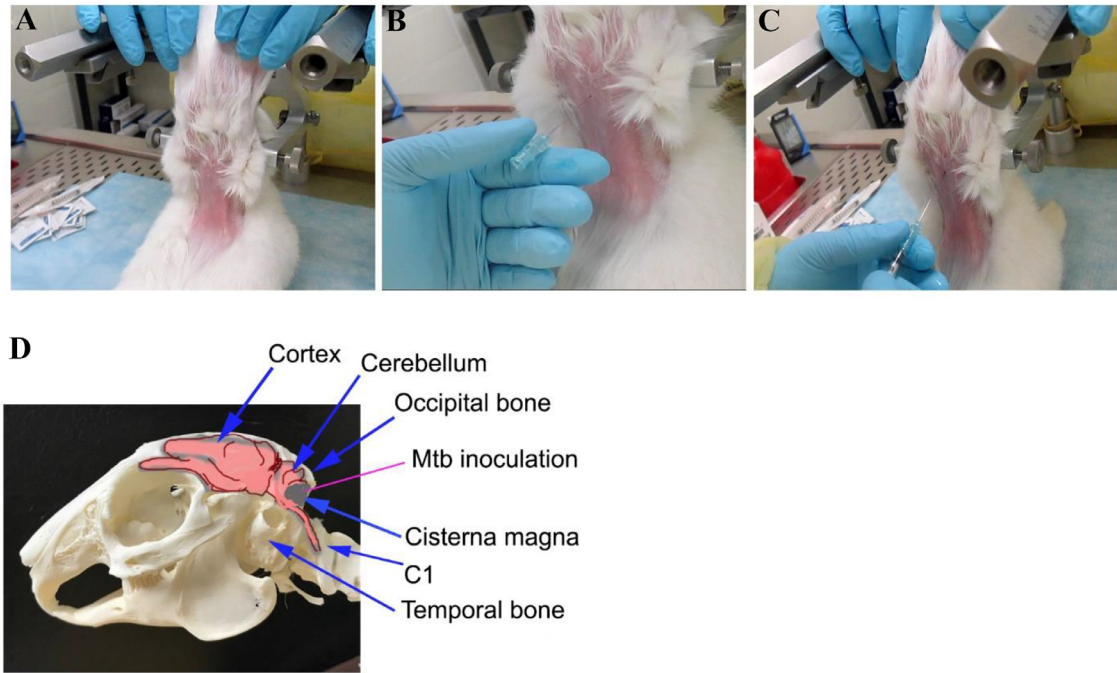 A
B
C
D
Cortex
Cerebellum
Occipital bone
Mtb inoculation
Cisterna magna
C1
Temporal bone